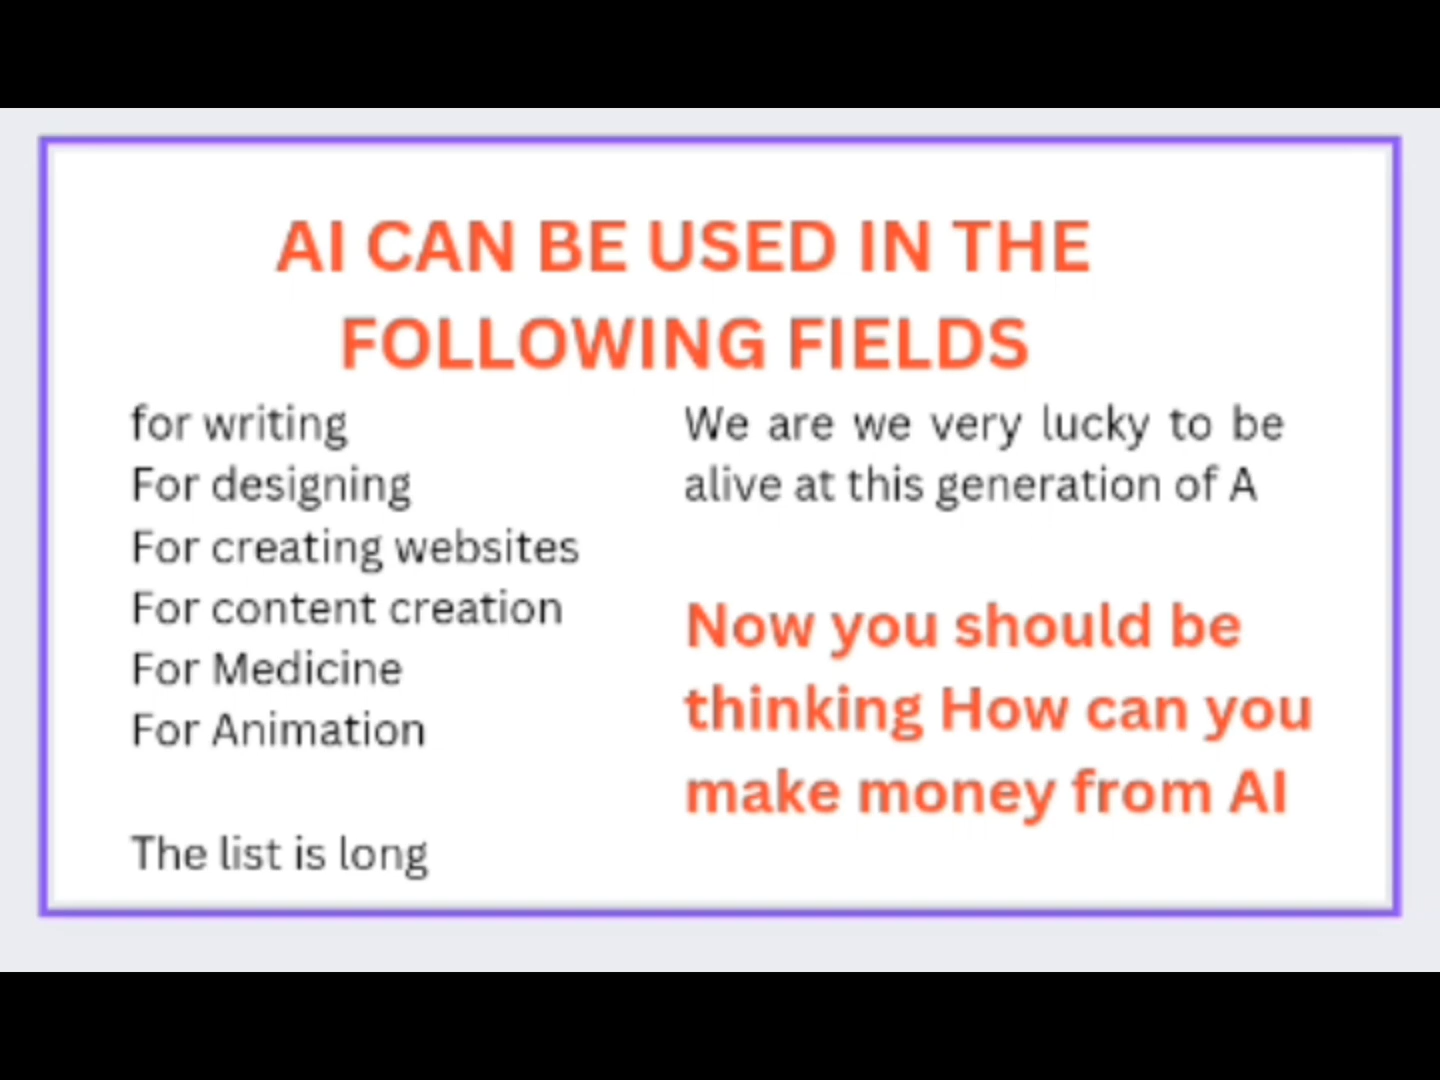 AI CAN BE USED IN THE
FOLLOWING FIELDS
for writing
For designing
For creating websites
For content creation
For Medicine
For Animation
The list is long
We are we very lucky to be
alive at this generation of A
Now you should be
thinking How can you
make money from AI